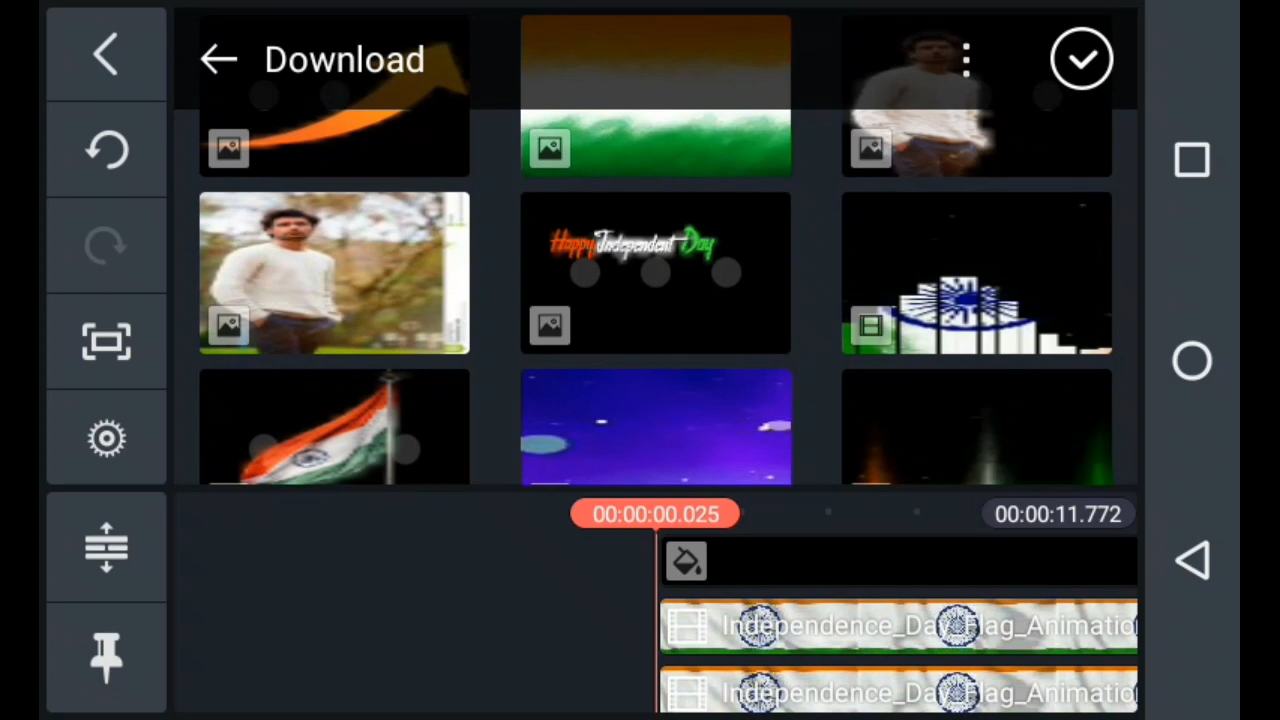 Download
Happy Independent Day
00:00:00.025
00:00:11.772
Independence_Day_Flag_Animatio
Independence_Day_Flag_Animatio